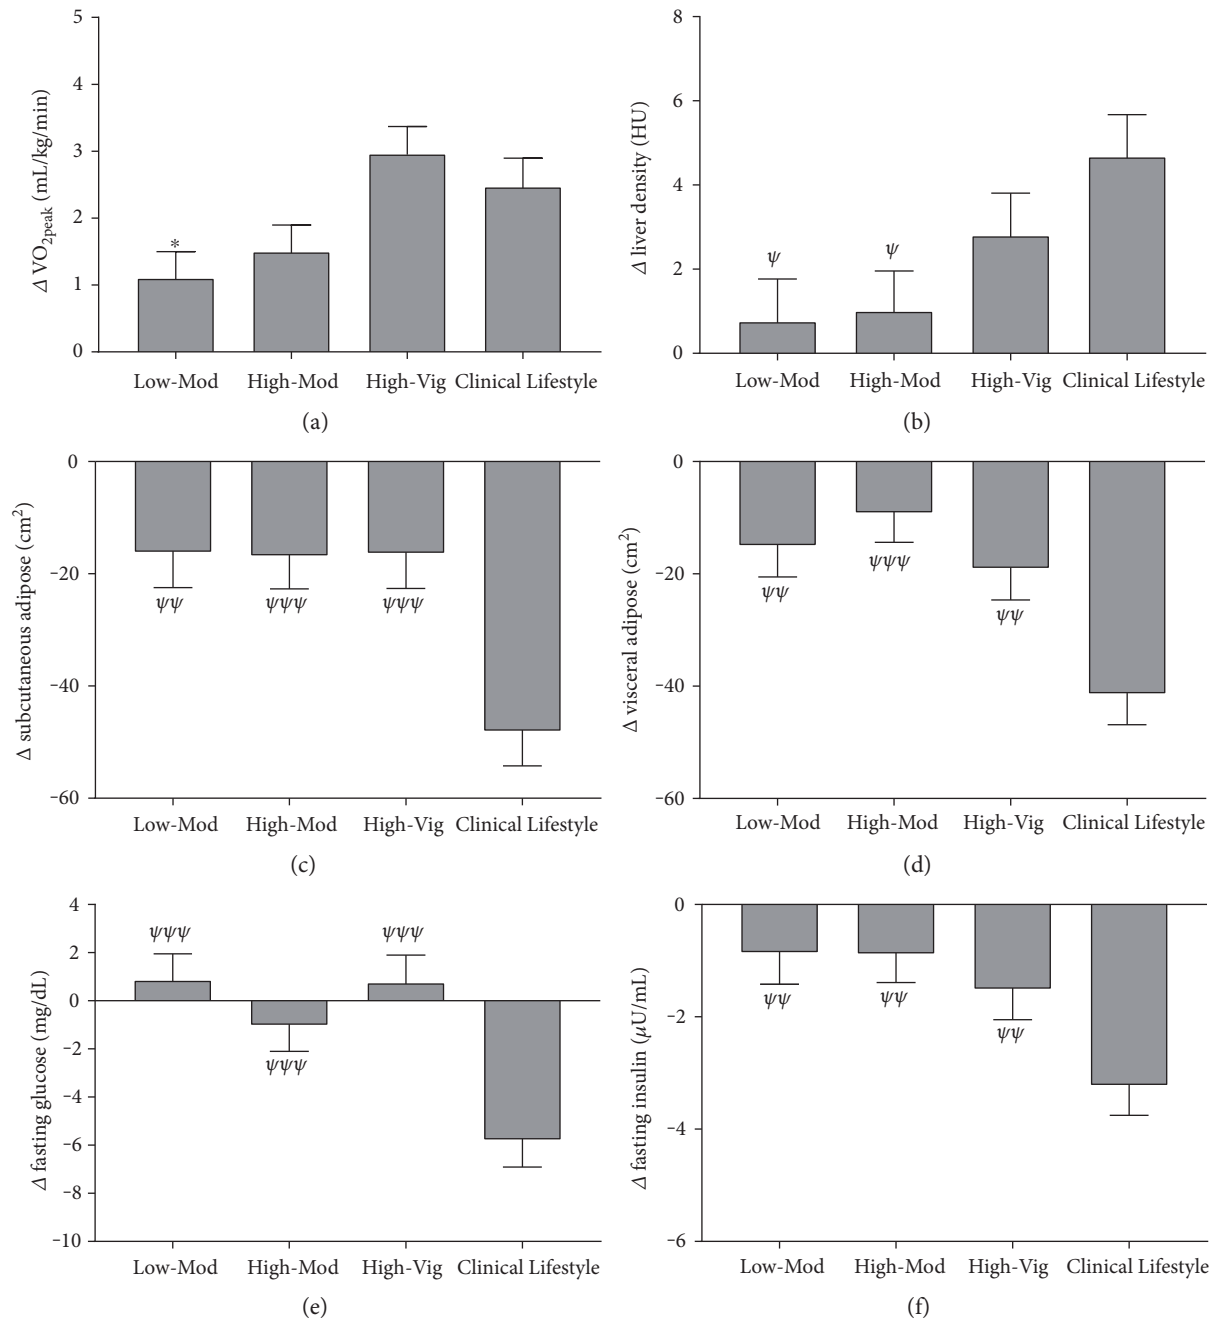 Δ VO2peak (mL/kg/min)
5
4
3
2
1
0
*
Low-Mod High-Mod High-Vig Clinical Lifestyle
(a)
Δ liver density (HU)
8
6
4
2
0
ψ ψ
Low-Mod High-Mod High-Vig Clinical Lifestyle
(b)
Δ subcutaneous adipose (cm²)
0
-20
-40
-60
ψψ ψψψ ψψψ
Low-Mod High-Mod High-Vig Clinical Lifestyle
(c)
Δ visceral adipose (cm²)
0
-20
-40
-60
ψψ ψψψ ψψ
Low-Mod High-Mod High-Vig Clinical Lifestyle
(d)
Δ fasting glucose (mg/dL)
4
2
0
-2
-4
-6
-8
-10
ψψψ ψψψ ψψψ
Low-Mod High-Mod High-Vig Clinical Lifestyle
(e)
Δ fasting insulin (μU/mL)
0
-2
-4
-6
ψψ ψψ ψψ
Low-Mod High-Mod High-Vig Clinical Lifestyle
(f)